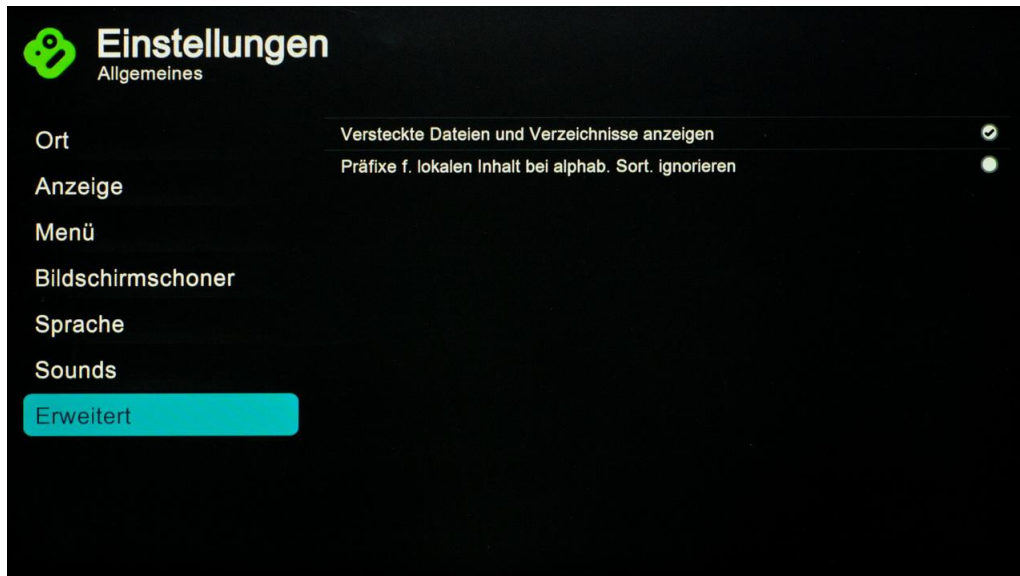 Einstellungen
Allgemeines
Ort
Anzeige
Menü
Bildschirmschoner
Sprache
Sounds
Erweitert
Versteckte Dateien und Verzeichnisse anzeigen
Präfixe f. lokalen Inhalt bei alphab. Sort. ignorieren